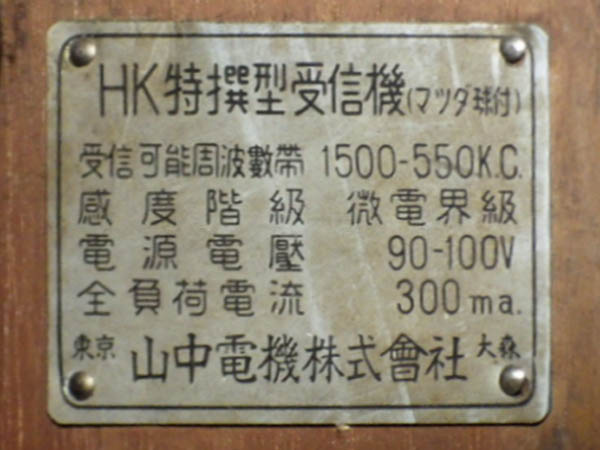 HK特撰型受信機(マツダ球付)
受信可能周波數帶 1500-550K.C.
感度階級 微電界級
電源電壓 90-100V
全負荷電流 300ma.
東京 山中電機株式會社 大森